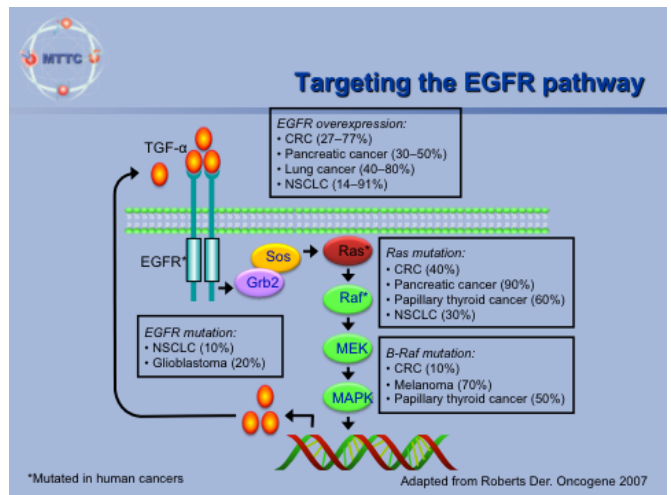 MTTC
Targeting the EGFR pathway
EGFR overexpression:
• CRC (27–77%)
• Pancreatic cancer (30–50%)
• Lung cancer (40–80%)
• NSCLC (14–91%)
TGF-α
EGFR*
Sos
Grb2
Ras*
Raf*
MEK
MAPK
Ras mutation:
• CRC (40%)
• Pancreatic cancer (90%)
• Papillary thyroid cancer (60%)
• NSCLC (30%)
EGFR mutation:
• NSCLC (10%)
• Glioblastoma (20%)
B-Raf mutation:
• CRC (10%)
• Melanoma (70%)
• Papillary thyroid cancer (50%)
*Mutated in human cancers
Adapted from Roberts Der. Oncogene 2007